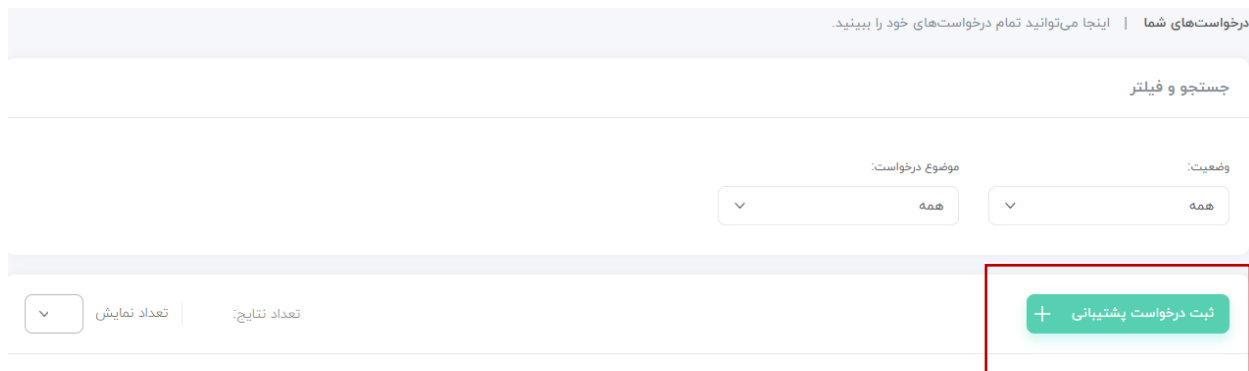 درخواست‌های شما | اینجا می‌توانید تمام درخواست‌های خود را ببینید.
جستجو و فیلتر
وضعیت: موضوع درخواست:
همه همه
ثبت درخواست پشتیبانی + تعداد نتایج: تعداد نمایش